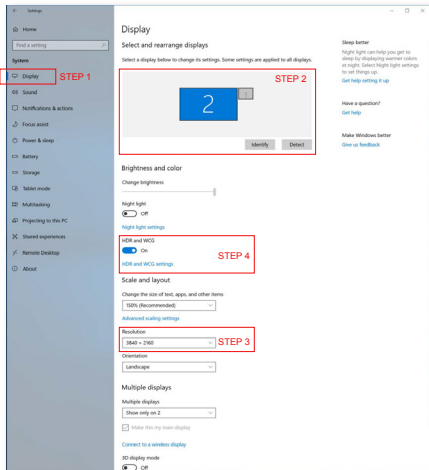 Settings
Home
Find a setting
System
Display
STEP 1
Sound
Notifications & actions
Focus assist
Power & sleep
Battery
Storage
Tablet mode
Multitasking
Projecting to this PC
Shared experiences
Remote Desktop
About
Display
Select and rearrange displays
Select a display below to change its settings. Some settings are applied to all displays.
STEP 2
2
1
Identify
Detect
Brightness and color
Change brightness
Night light
Off
Night light settings
HDR and WCG
On
STEP 4
HDR and WCG settings
Scale and layout
Change the size of text, apps, and other items
150% (Recommended)
Advanced scaling settings
Resolution
3840 × 2160
STEP 3
Orientation
Landscape
Multiple displays
Multiple displays
Show only on 2
Make this my main display
Connect to a wireless display
3D display mode
Off
Sleep better
Night light can help you get to
sleep by displaying warmer colors
at night. Select Night light settings
to set things up.
Get help setting it up
Have a question?
Get help
Make Windows better
Give us feedback